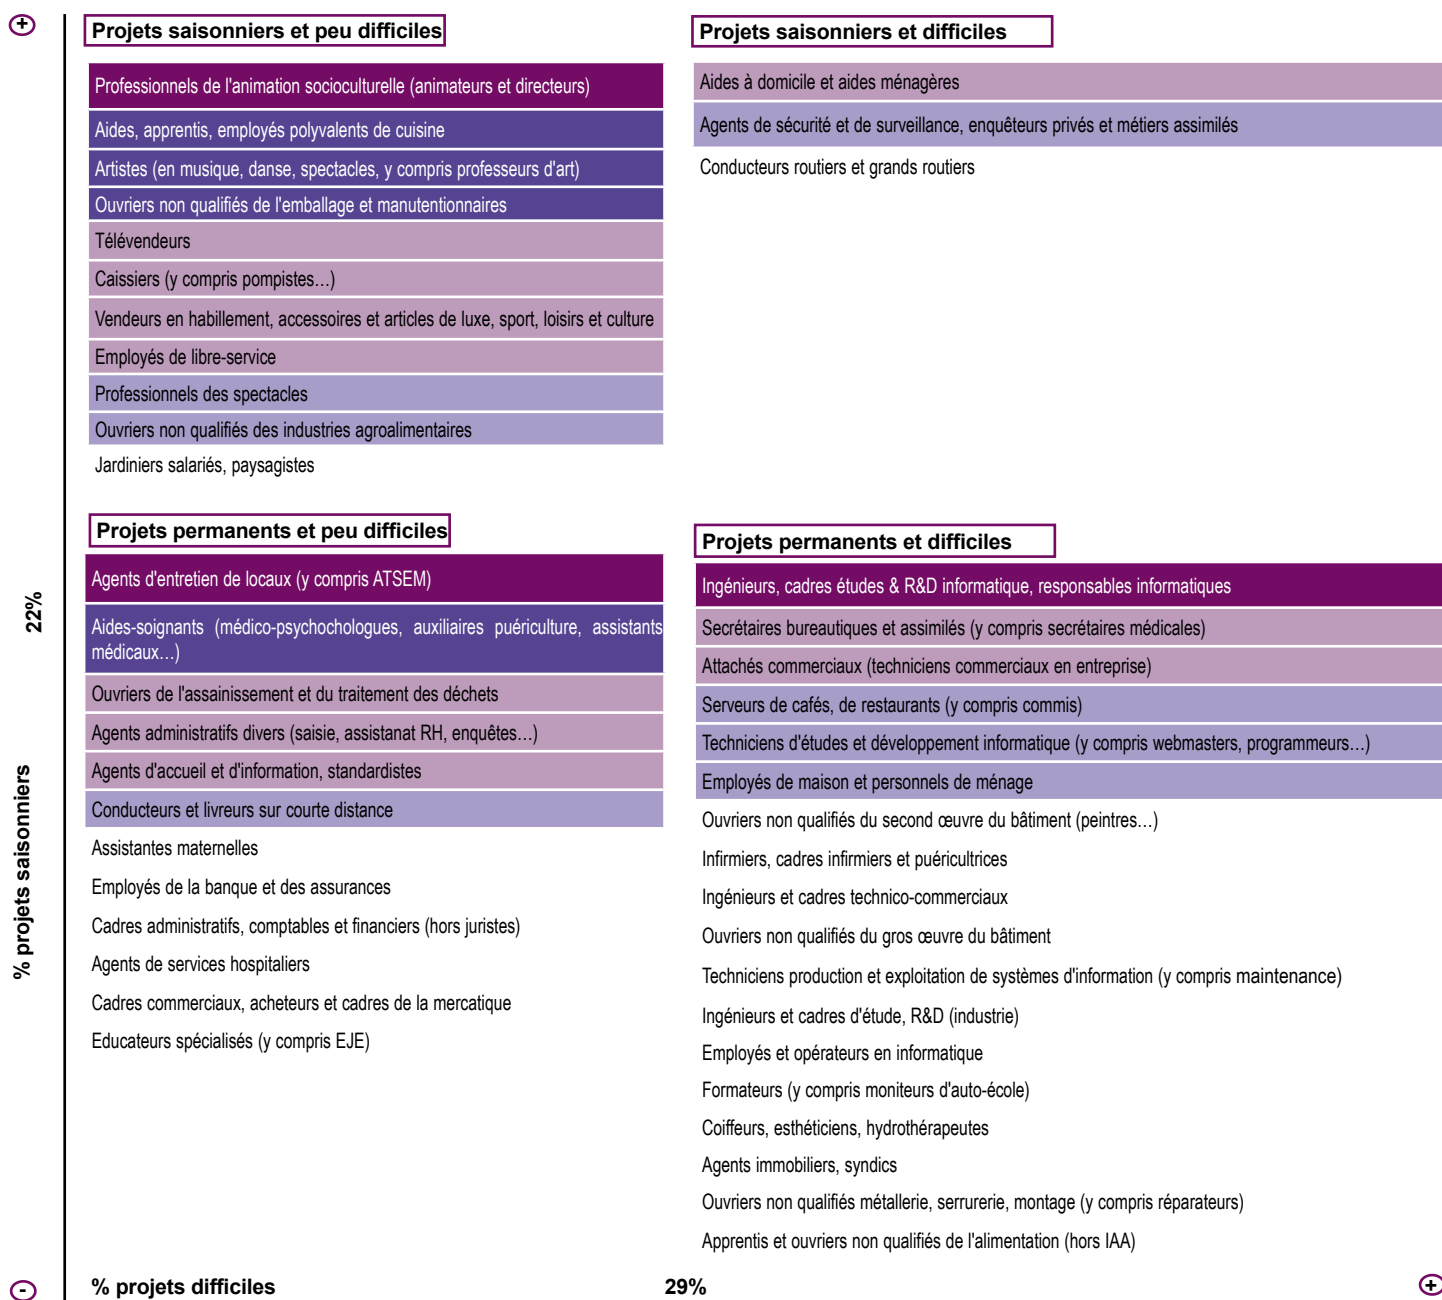 +
Projets saisonniers et peu difficiles
Professionnels de l'animation socioculturelle (animateurs et directeurs)
Aides, apprentis, employés polyvalents de cuisine
Artistes (en musique, danse, spectacles, y compris professeurs d'art)
Ouvriers non qualifiés de l'emballage et manutentionnaires
Télévendeurs
Caissiers (y compris pompistes…)
Vendeurs en habillement, accessoires et articles de luxe, sport, loisirs et culture
Employés de libre-service
Professionnels des spectacles
Ouvriers non qualifiés des industries agroalimentaires
Jardiniers salariés, paysagistes
Projets saisonniers et difficiles
Aides à domicile et aides ménagères
Agents de sécurité et de surveillance, enquêteurs privés et métiers assimilés
Conducteurs routiers et grands routiers
Projets permanents et peu difficiles
Agents d'entretien de locaux (y compris ATSEM)
Aides-soignants (médico-psychochologues, auxiliaires puériculture, assistants
médicaux…)
Ouvriers de l'assainissement et du traitement des déchets
Agents administratifs divers (saisie, assistanat RH, enquêtes…)
Agents d'accueil et d'information, standardistes
Conducteurs et livreurs sur courte distance
Assistantes maternelles
Employés de la banque et des assurances
Cadres administratifs, comptables et financiers (hors juristes)
Agents de services hospitaliers
Cadres commerciaux, acheteurs et cadres de la mercatique
Educateurs spécialisés (y compris EJE)
Projets permanents et difficiles
Ingénieurs, cadres études & R&D informatique, responsables informatiques
Secrétaires bureautiques et assimilés (y compris secrétaires médicales)
Attachés commerciaux (techniciens commerciaux en entreprise)
Serveurs de cafés, de restaurants (y compris commis)
Techniciens d'études et développement informatique (y compris webmasters, programmeurs…)
Employés de maison et personnels de ménage
Ouvriers non qualifiés du second œuvre du bâtiment (peintres…)
Infirmiers, cadres infirmiers et puéricultrices
Ingénieurs et cadres technico-commerciaux
Ouvriers non qualifiés du gros œuvre du bâtiment
Techniciens production et exploitation de systèmes d'information (y compris maintenance)
Ingénieurs et cadres d'étude, R&D (industrie)
Employés et opérateurs en informatique
Formateurs (y compris moniteurs d'auto-école)
Coiffeurs, esthéticiens, hydrothérapeutes
Agents immobiliers, syndics
Ouvriers non qualifiés métallerie, serrurerie, montage (y compris réparateurs)
Apprentis et ouvriers non qualifiés de l'alimentation (hors IAA)
% projets saisonniers 22%
-
% projets difficiles 29%
+